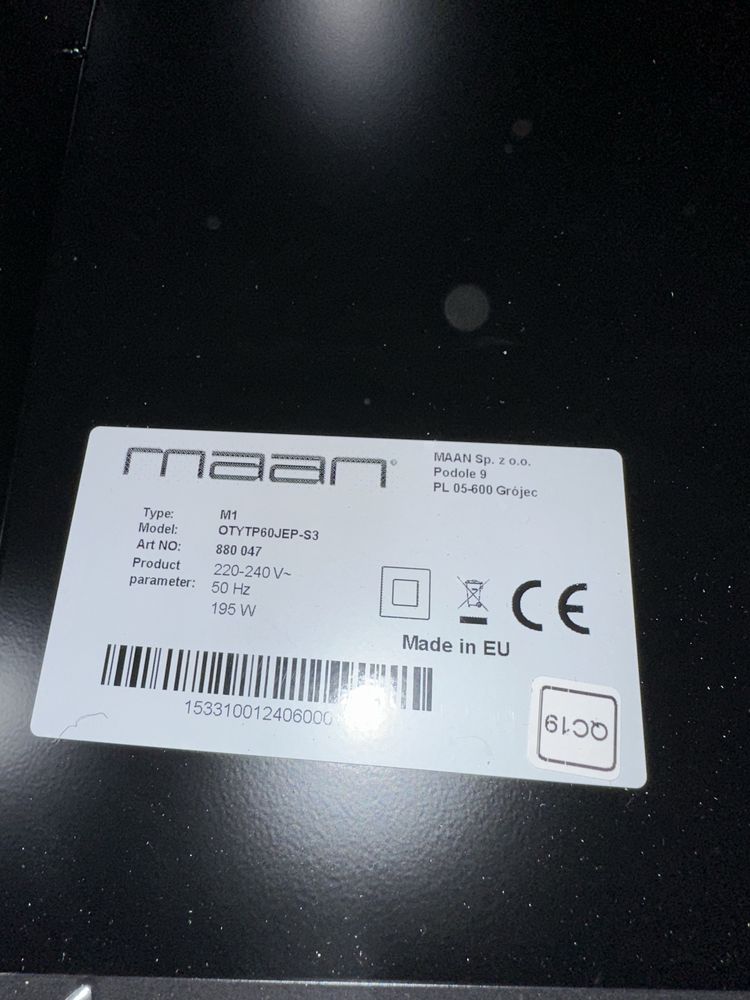 maan®
MAAN Sp. z o.o.
Podole 9
PL 05-600 Grójec
Type: M1
Model: OTYTP60JEP-S3
Art NO: 880 047
Product parameter: 220-240 V~
50 Hz
195 W
CE
Made in EU
153310012406000
QC19